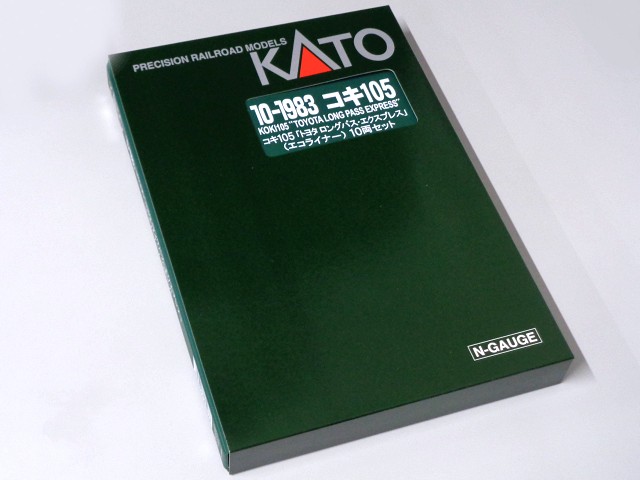 PRECISION RAILROAD MODELS
KATO
10-1983 コキ105
KOKI105 "TOYOTA LONG PASS EXPRESS"
コキ105「トヨタ ロングパス・エクスプレス」
(エコライナー) 10両セット
N-GAUGE